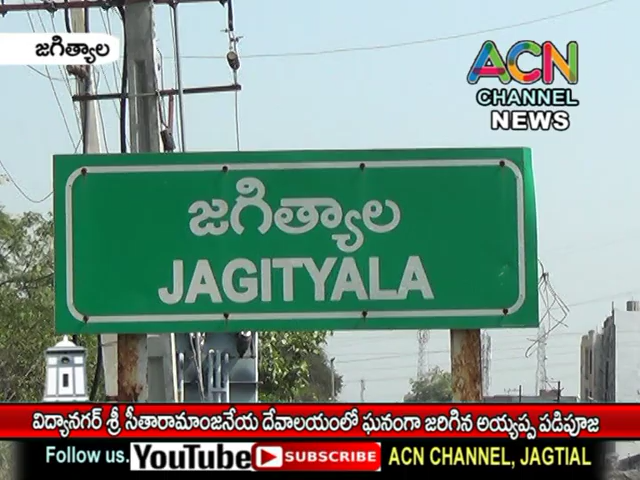 జగిత్యాల
ACN
CHANNEL
NEWS
జగిత్యాల
JAGITYALA
విద్యానగర్ శ్రీ సీతారామాంజనేయ దేవాలయంలో ఘనంగా జరిగిన అయ్యప్ప పడిపూజ
Follow us. YouTube SUBSCRIBE ACN CHANNEL, JAGTIAL